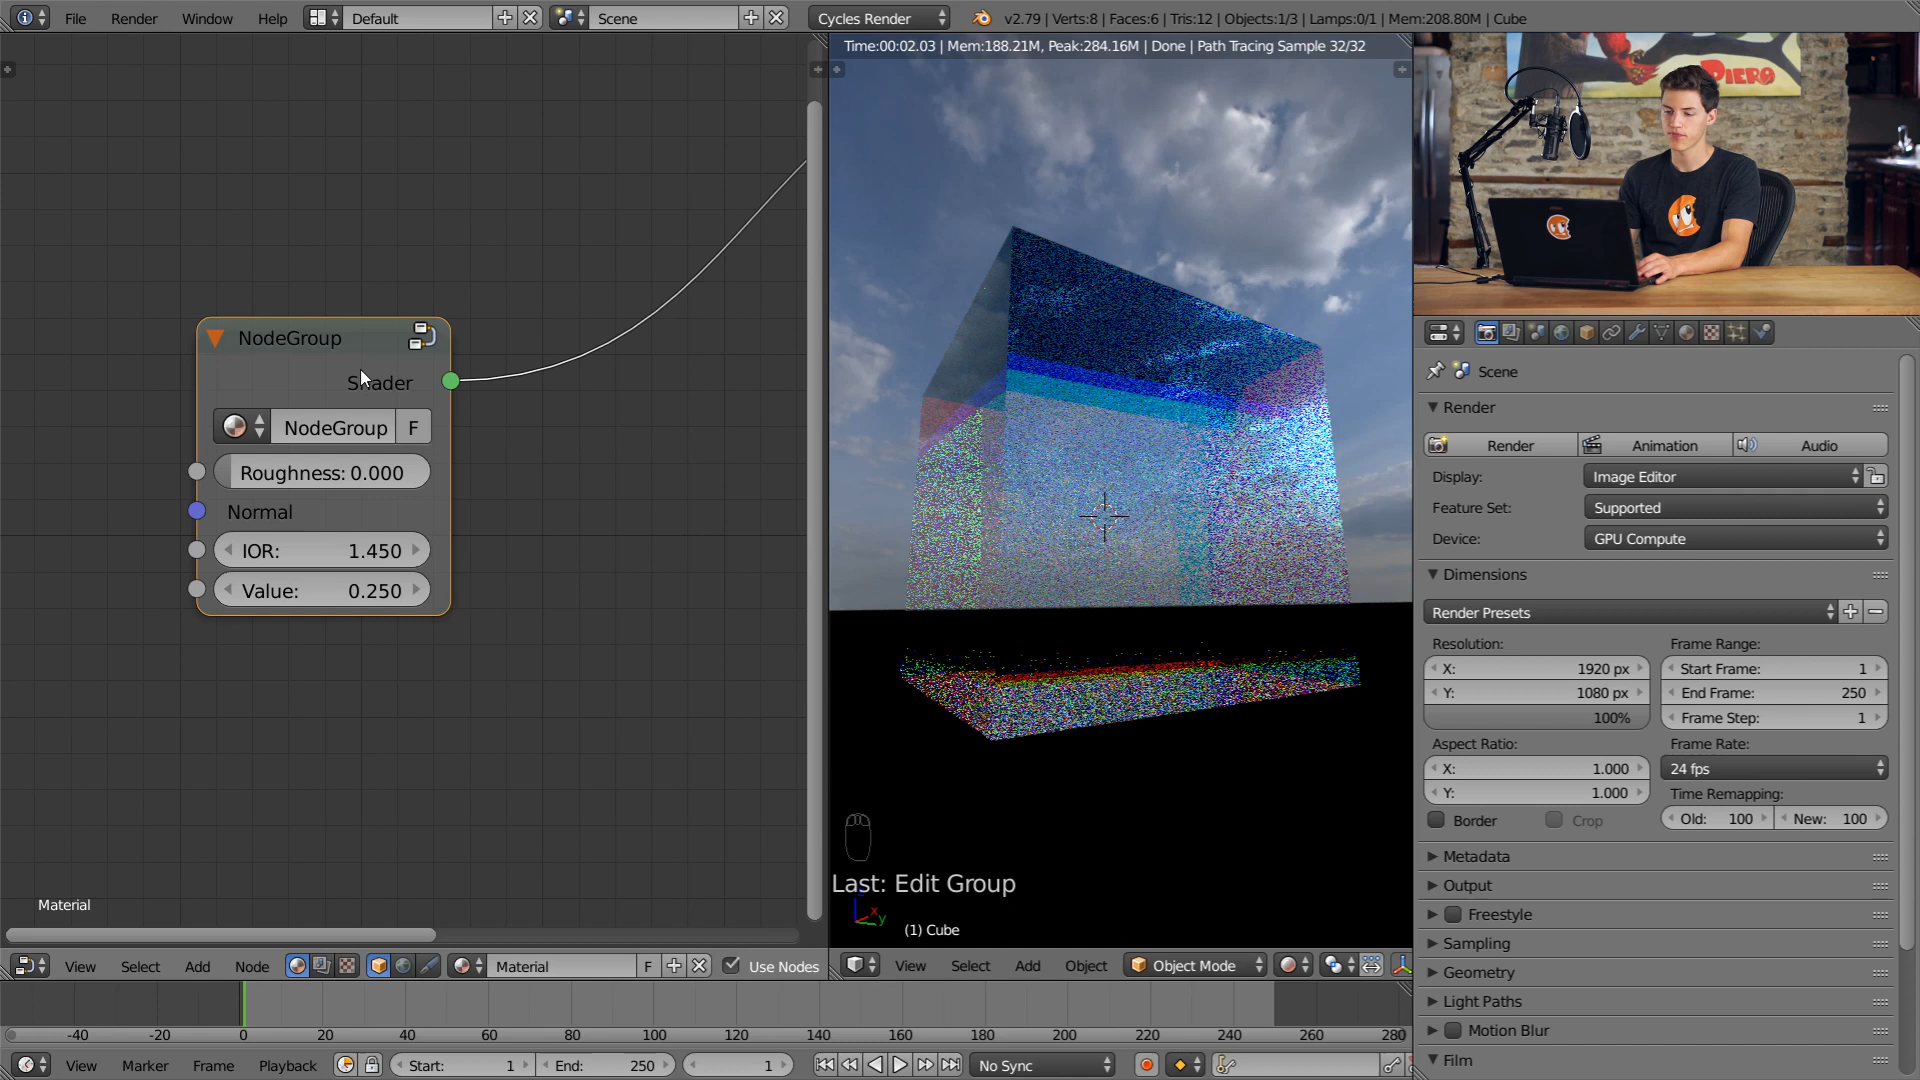 File Render Window Help Default Scene Cycles Render v2.79 | Verts:8 | Faces:6 | Tris:12 | Objects:1/3 | Lamps:0/1 | Mem:208.80M | Cube
Time:00:02.03 | Mem:188.21M, Peak:284.16M | Done | Path Tracing Sample 32/32
PIERO
NodeGroup
Shader
NodeGroup F
Roughness: 0.000
Normal
IOR: 1.450
Value: 0.250
Material
Last: Edit Group
x
y
(1) Cube
Scene
Render
Render Animation Audio
Display: Image Editor
Feature Set: Supported
Device: GPU Compute
Dimensions
Render Presets
Resolution: Frame Range:
X: 1920 px Start Frame: 1
Y: 1080 px End Frame: 250
100% Frame Step: 1
Aspect Ratio: Frame Rate:
X: 1.000 24 fps
Y: 1.000 Time Remapping:
Border Crop Old: 100 New: 100
Metadata
Output
Freestyle
Sampling
Geometry
Light Paths
Motion Blur
Film
View Select Add Node Material F Use Nodes
View Select Add Object Object Mode
-40 -20 0 20 40 60 80 100 120 140 160 180 200 220 240 260 280
View Marker Frame Playback Start: 1 End: 250 1 No Sync